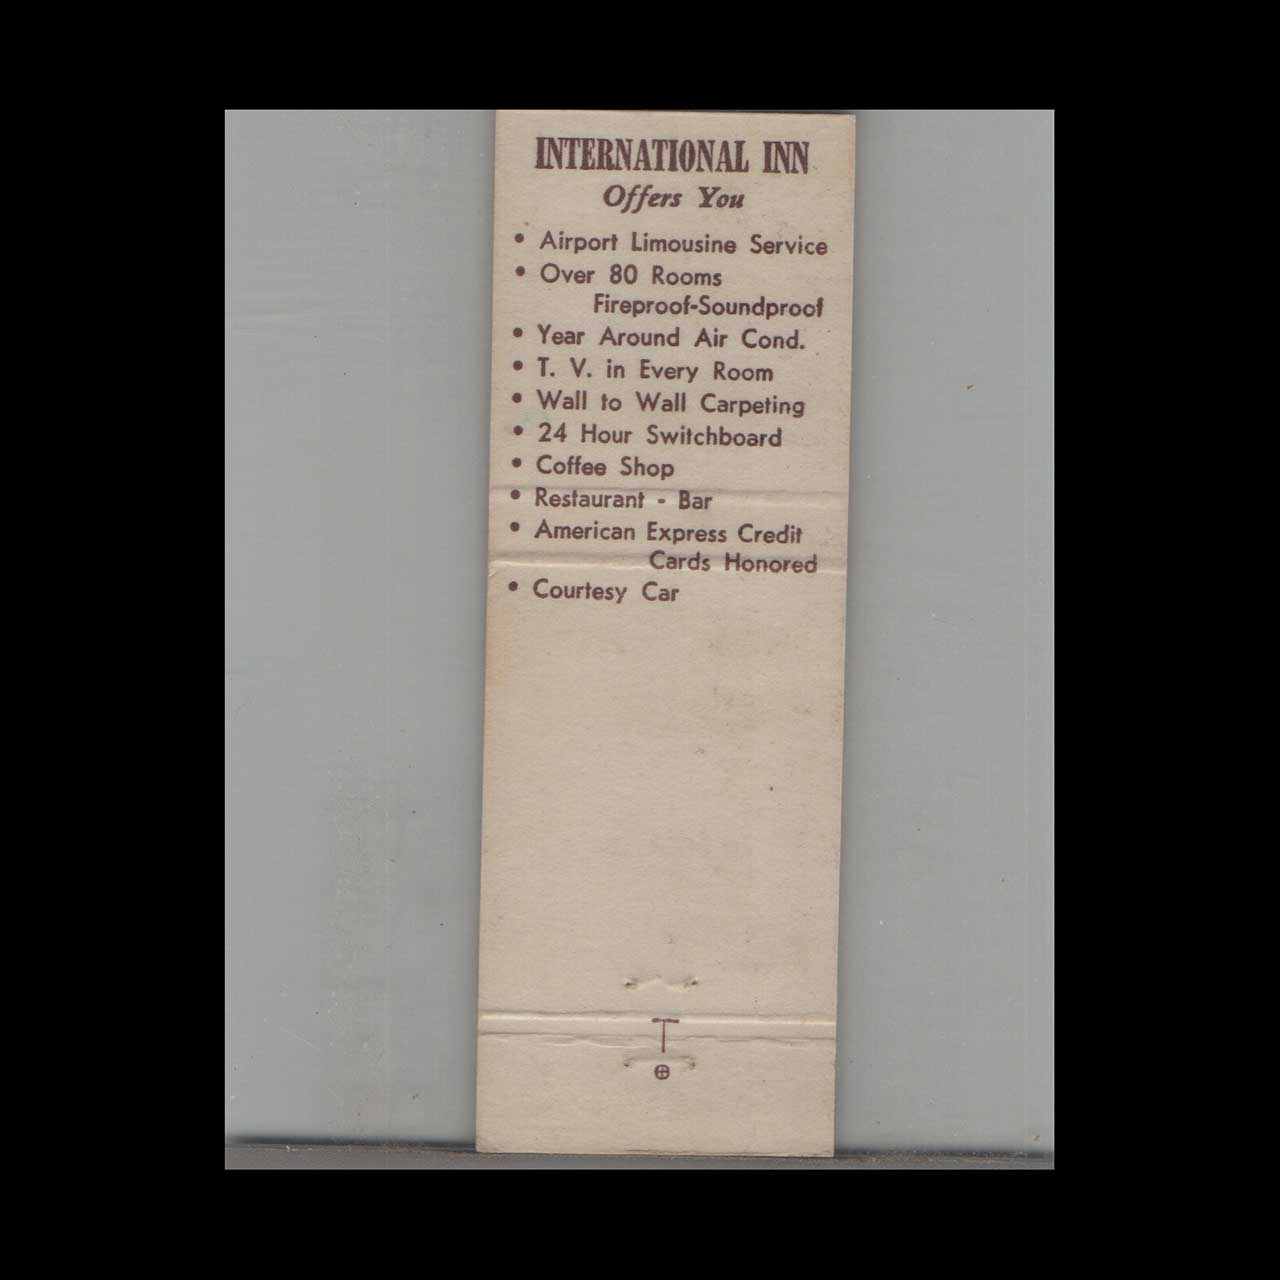 INTERNATIONAL INN
Offers You
• Airport Limousine Service
• Over 80 Rooms
Fireproof-Soundproof
• Year Around Air Cond.
• T. V. in Every Room
• Wall to Wall Carpeting
• 24 Hour Switchboard
• Coffee Shop
• Restaurant - Bar
• American Express Credit
Cards Honored
• Courtesy Car